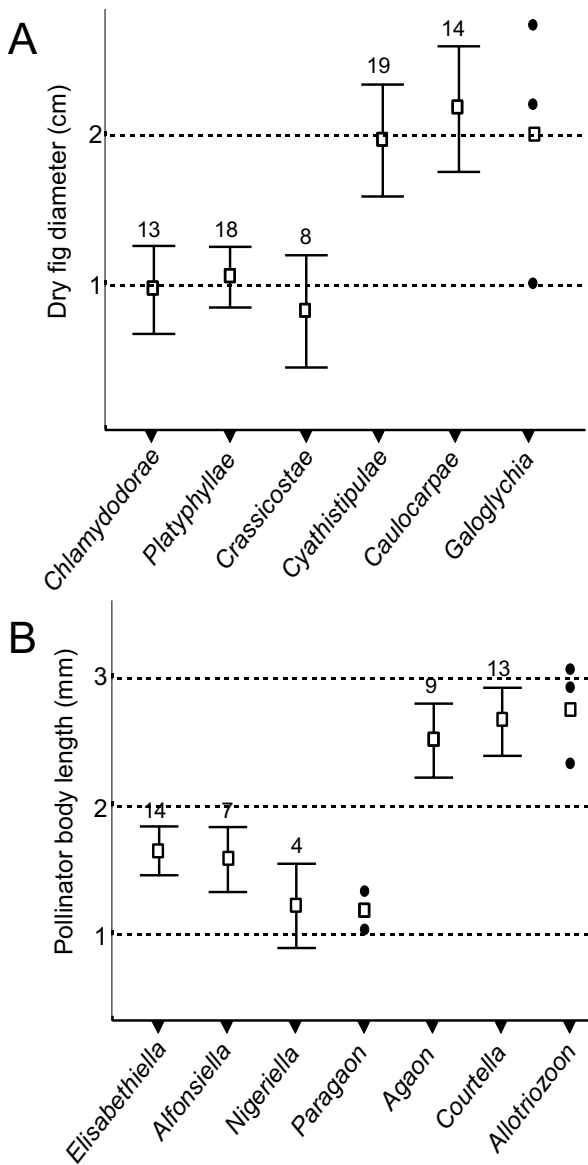 A
Dry fig diameter (cm)
2
1
13
18
8
19
14
Chlamydodorae
Platyphyllae
Crassicostae
Cyathistipulae
Caulocarpae
Galoglychia
B
Pollinator body length (mm)
3
2
1
14
7
4
9
13
Elisabethiella
Alfonsiella
Nigeriella
Paragaon
Agaon
Courtella
Allotriozoon